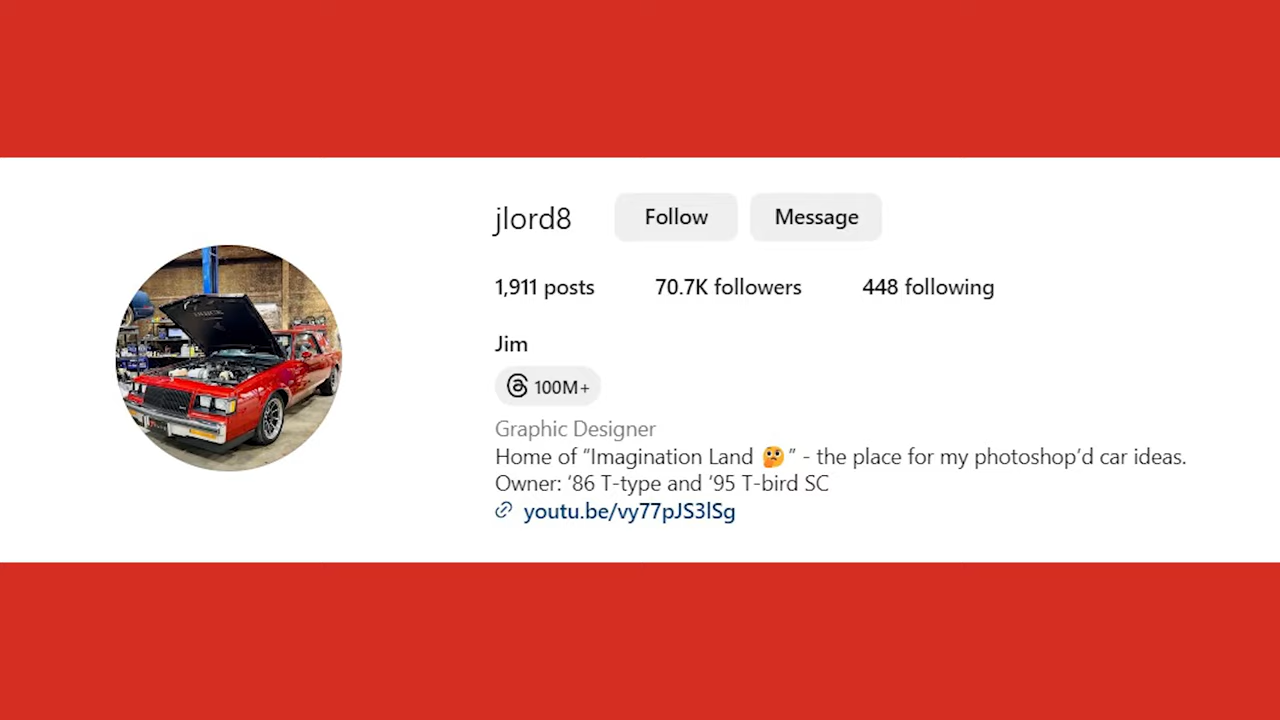 jlord8 Follow Message
1,911 posts 70.7K followers 448 following
Jim
100M+
Graphic Designer
Home of “Imagination Land 🤔” - the place for my photoshop’d car ideas.
Owner: ‘86 T-type and ‘95 T-bird SC
youtu.be/vy77pJS3lSg